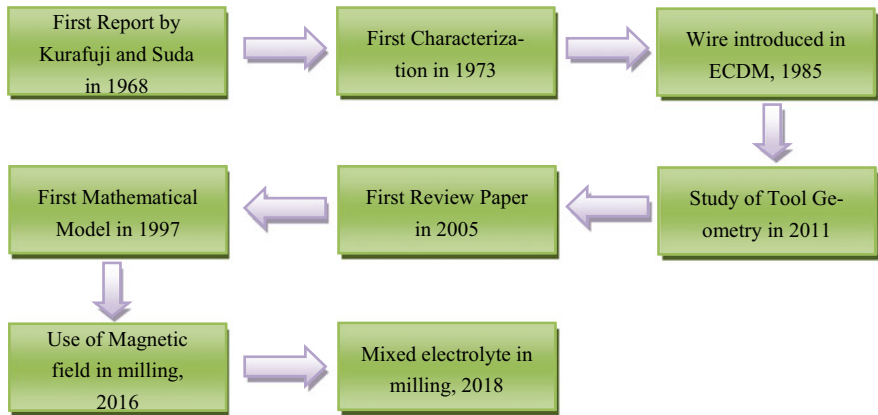 First Report by
Kurafuji and Suda
in 1968
First Characteriza-
tion in 1973
Wire introduced in
ECDM, 1985
Study of Tool Ge-
ometry in 2011
First Review Paper
in 2005
First Mathematical
Model in 1997
Use of Magnetic
field in milling,
2016
Mixed electrolyte in
milling, 2018